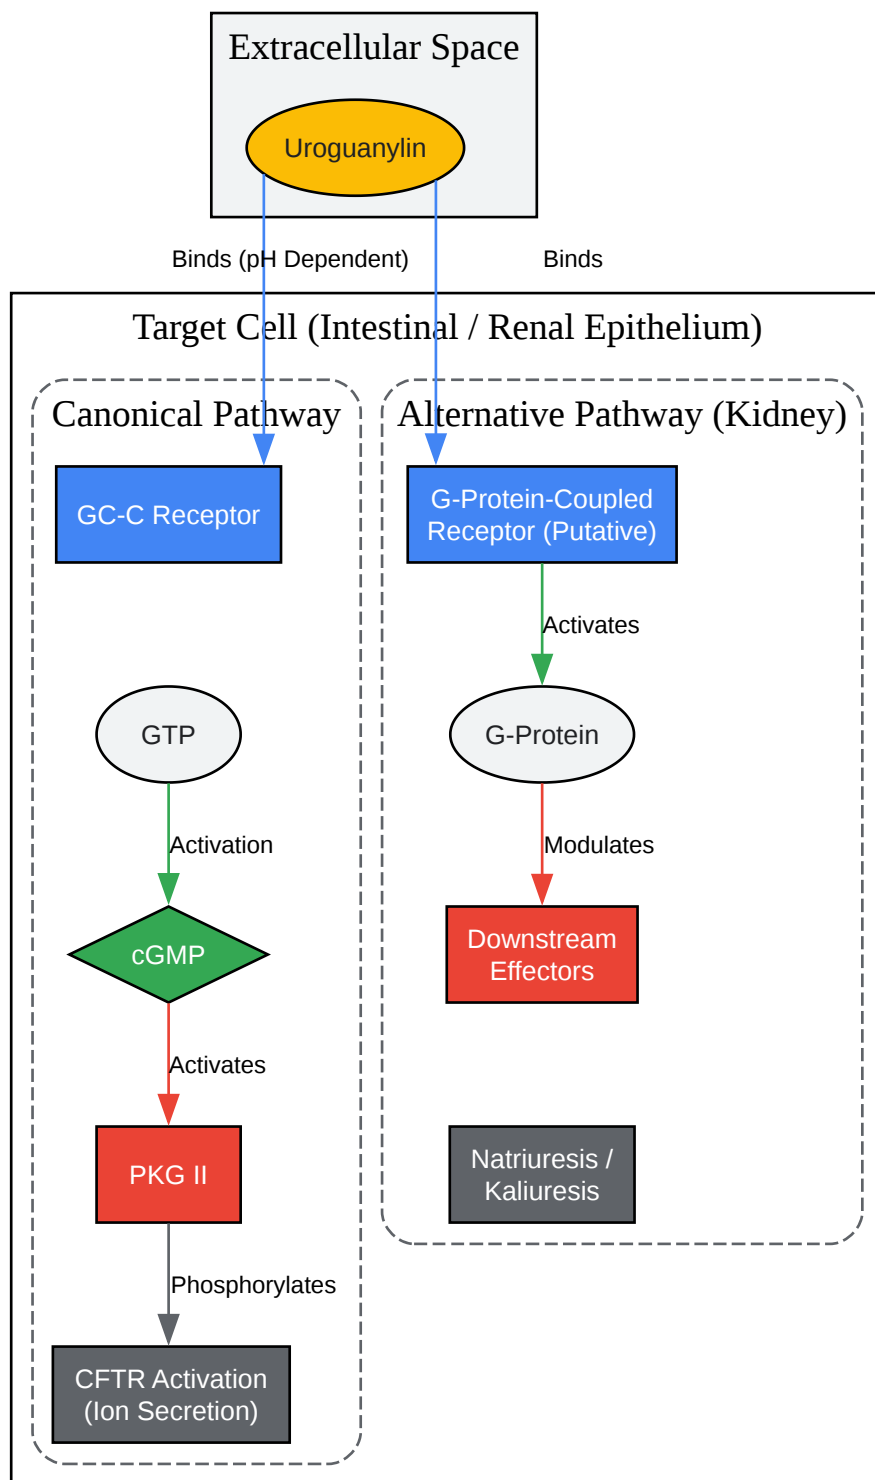 Extracellular Space
Uroguanylin
Binds (pH Dependent)
Binds
Target Cell (Intestinal / Renal Epithelium)
Canonical Pathway
GC-C Receptor
GTP
Activation
cGMP
Activates
PKG II
Phosphorylates
CFTR Activation
(Ion Secretion)
Alternative Pathway (Kidney)
G-Protein-Coupled
Receptor (Putative)
Activates
G-Protein
Modulates
Downstream
Effectors
Natriuresis /
Kaliuresis